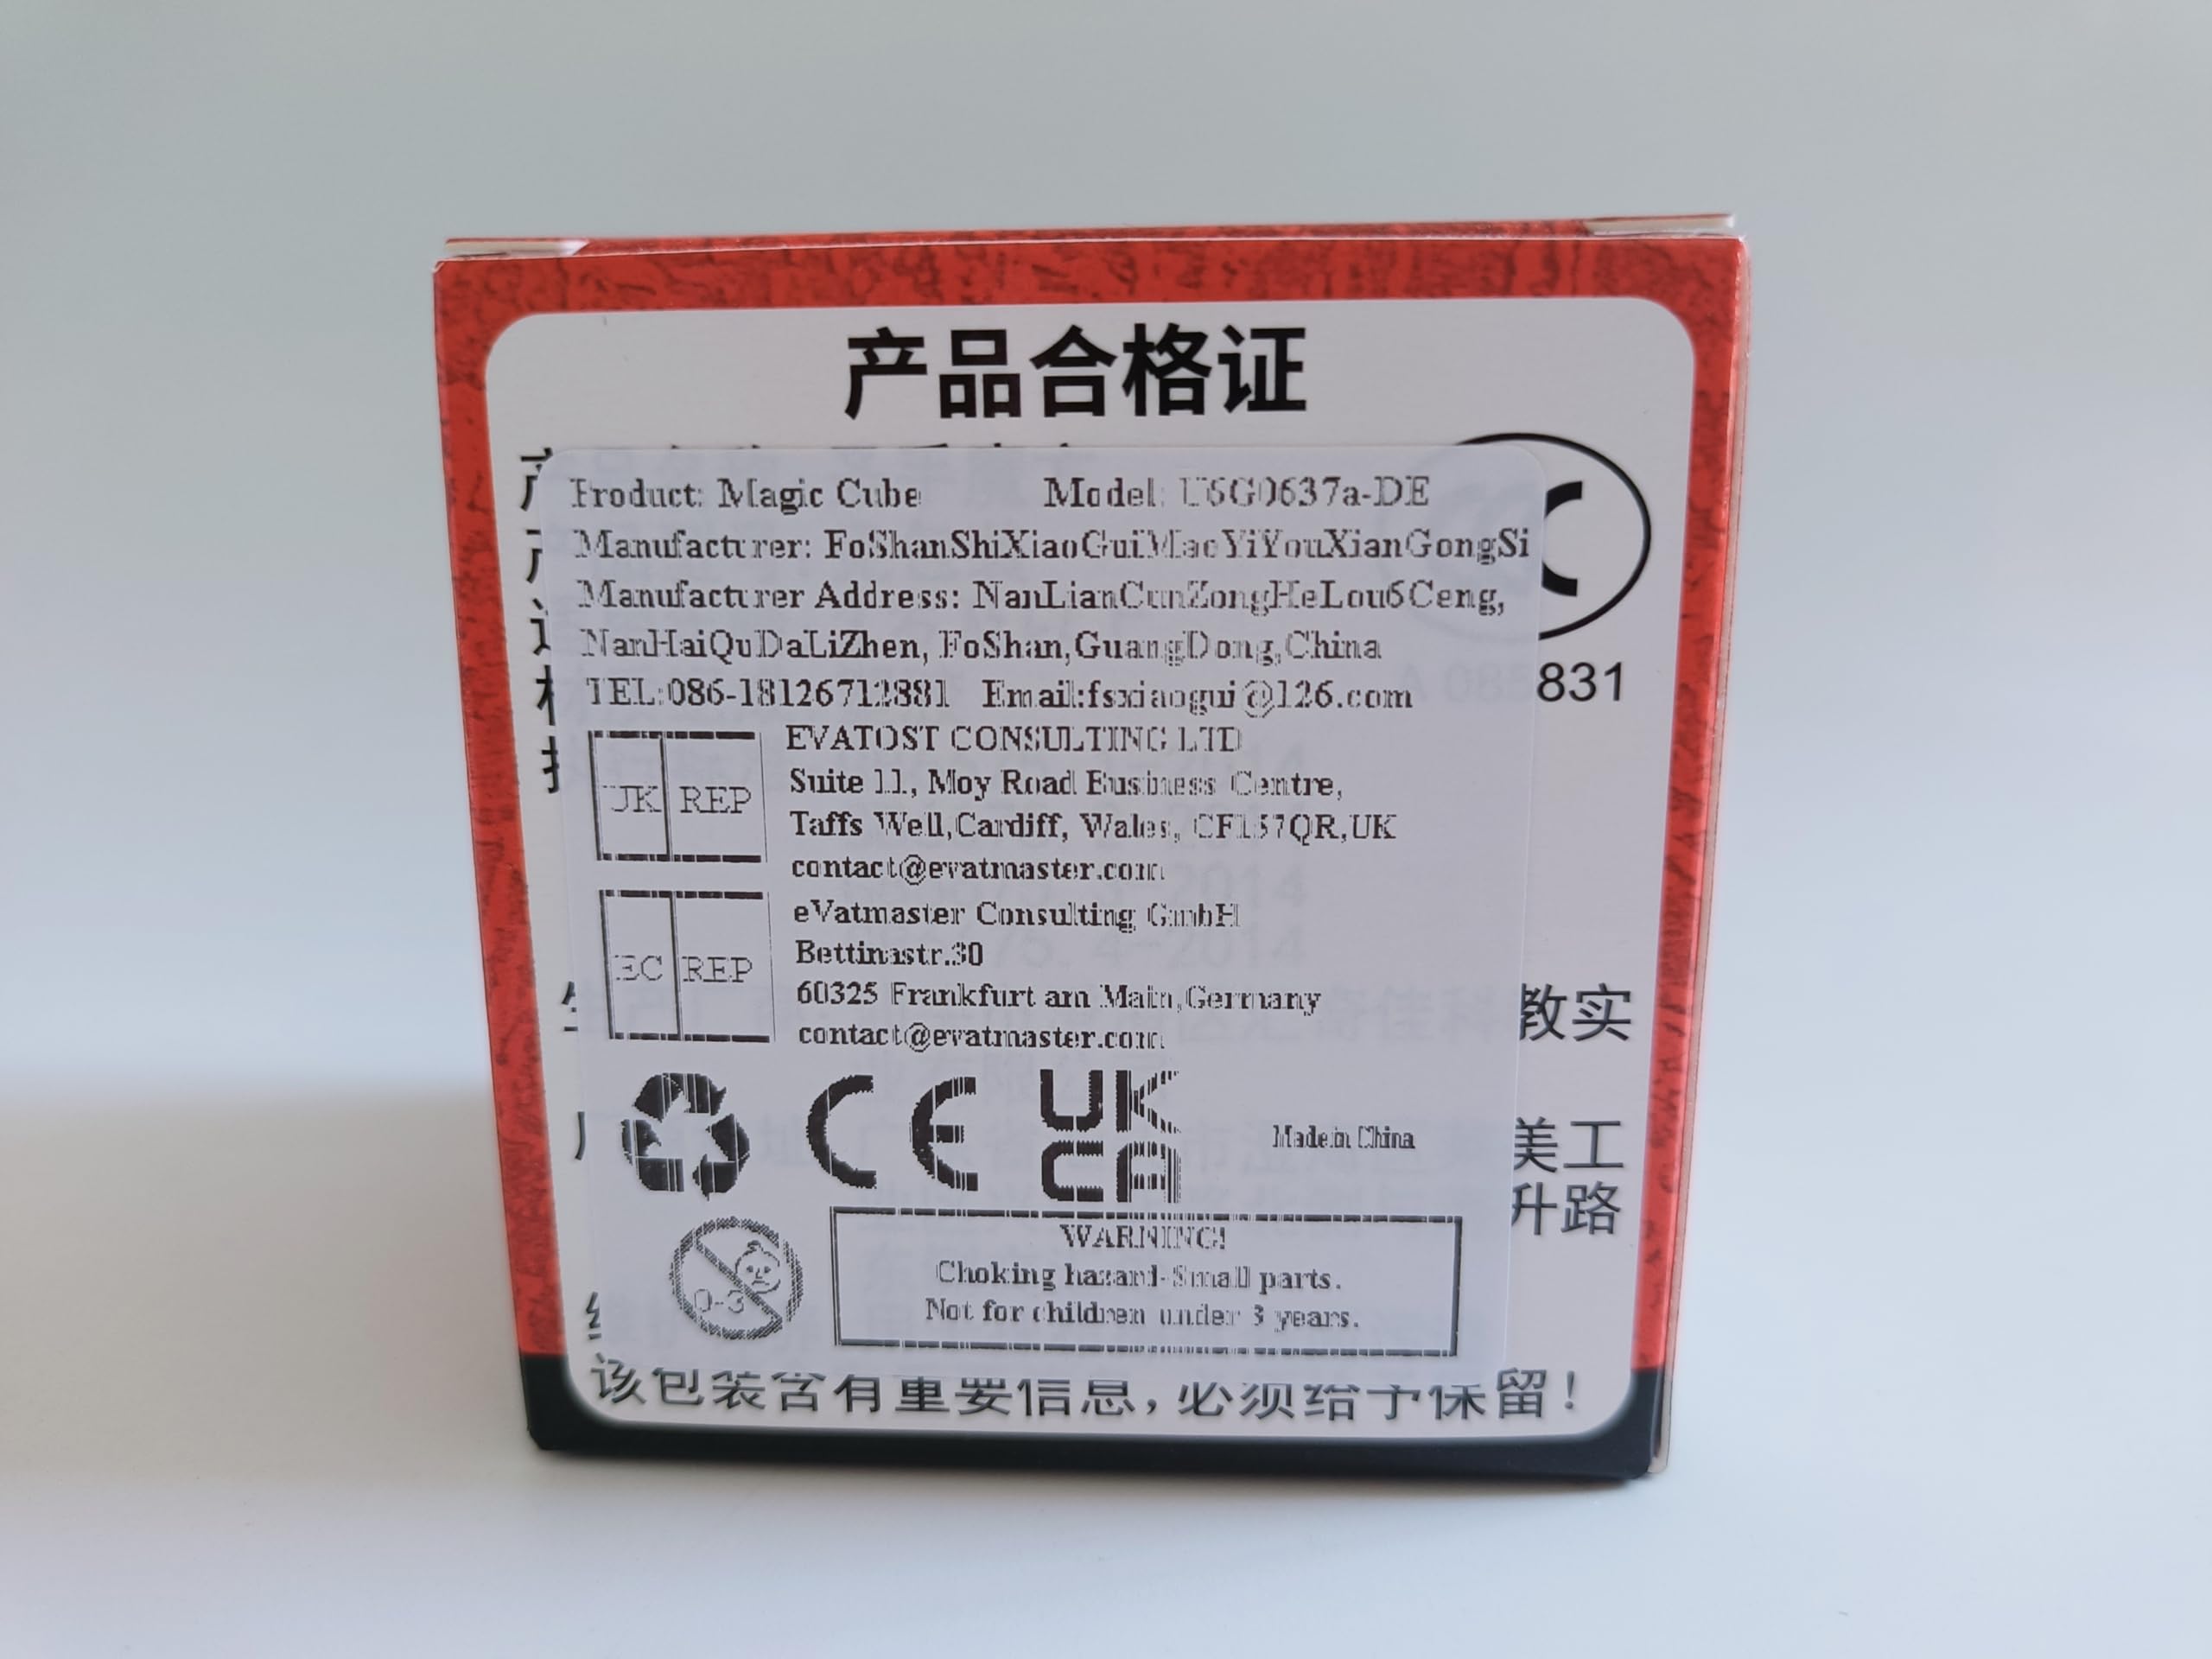 产品合格证
Product: Magic Cube Model: U6G0637a-DE
Manufacturer: FoShanShiXiaoGuiMaoYiYouXianGongSi
Manufacturer Address: NanLianCunZongHeLou6Ceng,
NanHaiQuDaLiZhen, FoShan,GuangDong,China
A 085831
TEL:086-18126712881 Email:fsxiaogui@126.com
EVATOST CONSULTING LTD
UK REP
Suite 11, Moy Road Business Centre,
Taffs Well,Cardiff, Wales, CF157QR,UK
contact@evatmaster.com
eVatmaster Consulting GmbH
EC REP
Bettinastr.30
60325 Frankfurt am Main,Germany
contact@evatmaster.com
教实
CE UK CA
Made in China
美工
升路
WARNING!
0-3
Choking hazard-Small parts.
Not for children under 3 years.
该包装含有重要信息，必须给予保留！